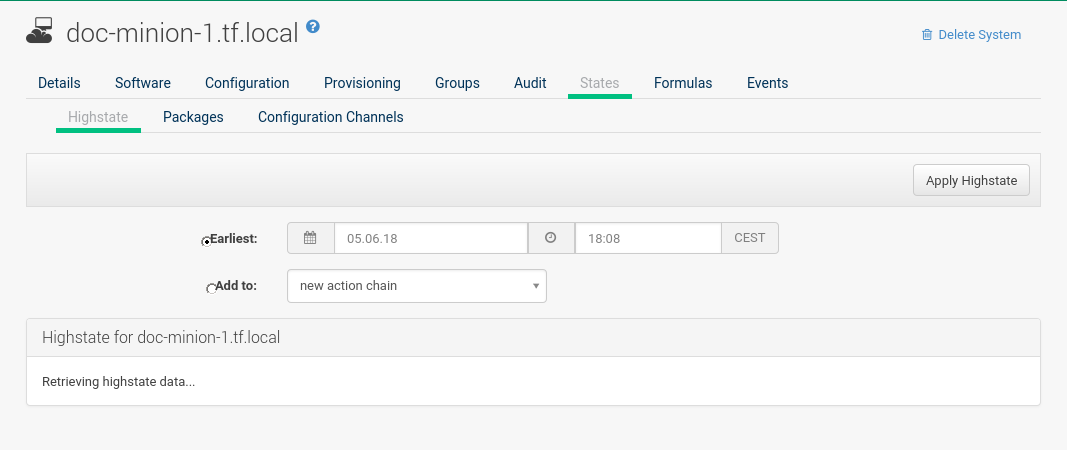 doc-minion-1.tf.local ?
Delete System
Details Software Configuration Provisioning Groups Audit States Formulas Events
Highstate Packages Configuration Channels
Apply Highstate
Earliest: 05.06.18 18:08 CEST
Add to: new action chain
Highstate for doc-minion-1.tf.local
Retrieving highstate data...